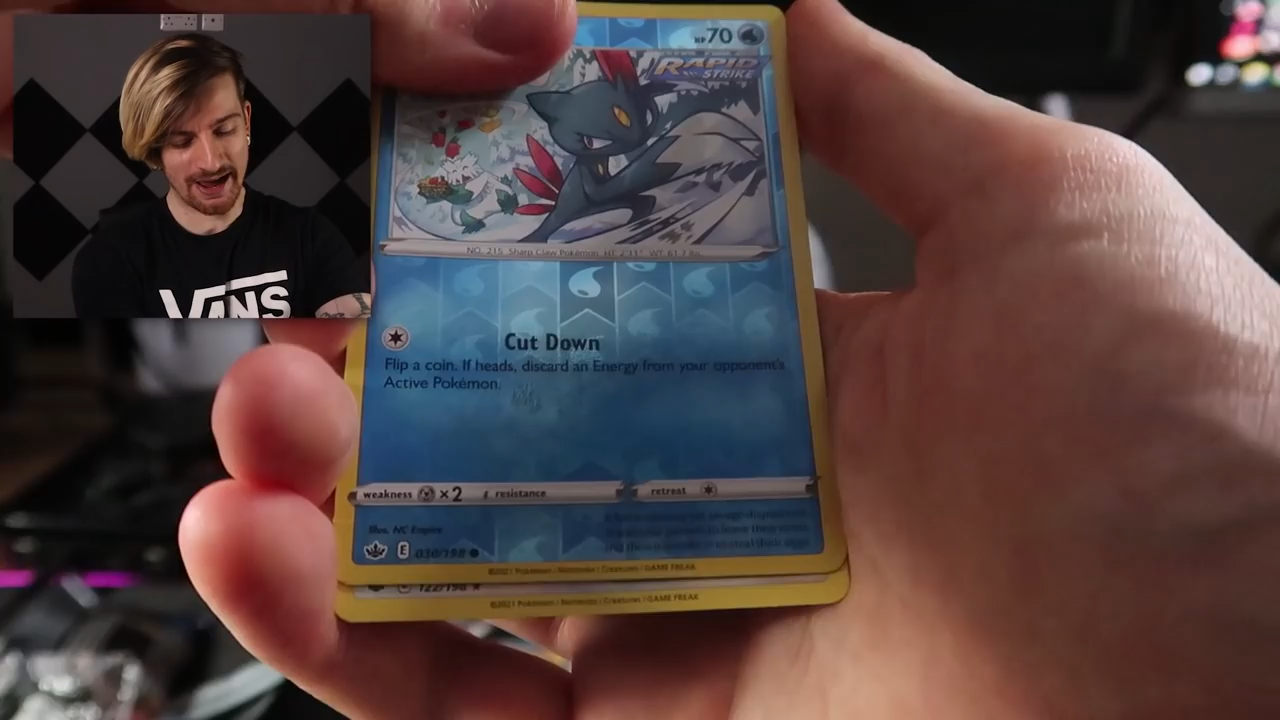 HP70
RAPID
STRIKE
NO. 215 Sharp Claw Pokémon HT: 2'11" WT: 61.7 lbs.
Cut Down
Flip a coin. If heads, discard an Energy from your opponent's
Active Pokémon.
weakness ×2 resistance retreat
Illus. NC Empire
E 030/198
©2021 Pokémon / Nintendo / Creatures / GAME FREAK
122/198
©2021 Pokémon / Nintendo / Creatures / GAME FREAK
VANS